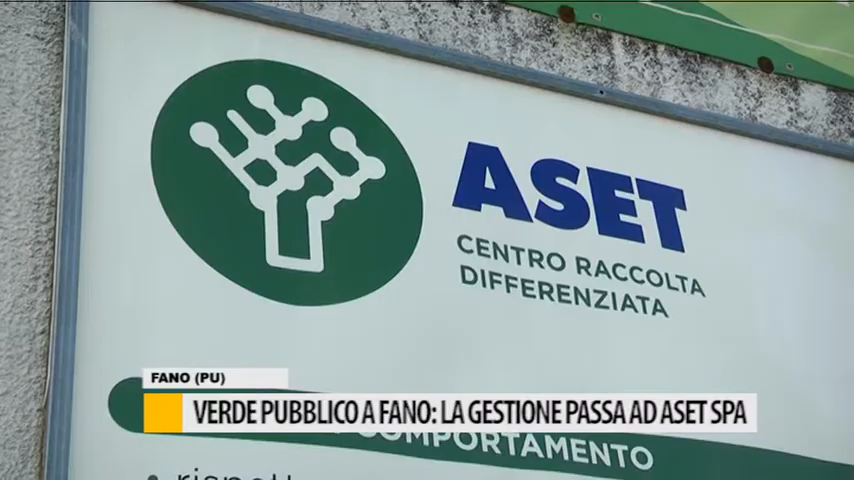 ASET
CENTRO RACCOLTA
DIFFERENZIATA
FANO (PU)
VERDE PUBBLICO A FANO: LA GESTIONE PASSA AD ASET SPA
COMPORTAMENTO